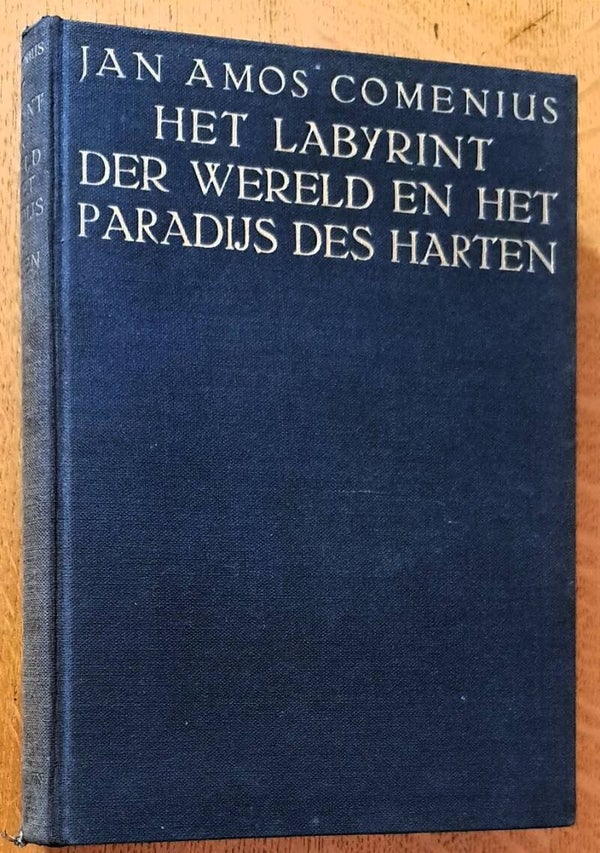 JAN AMOS COMENIUS
HET LABYRINT
DER WERELD EN HET
PARADIJS DES HARTEN